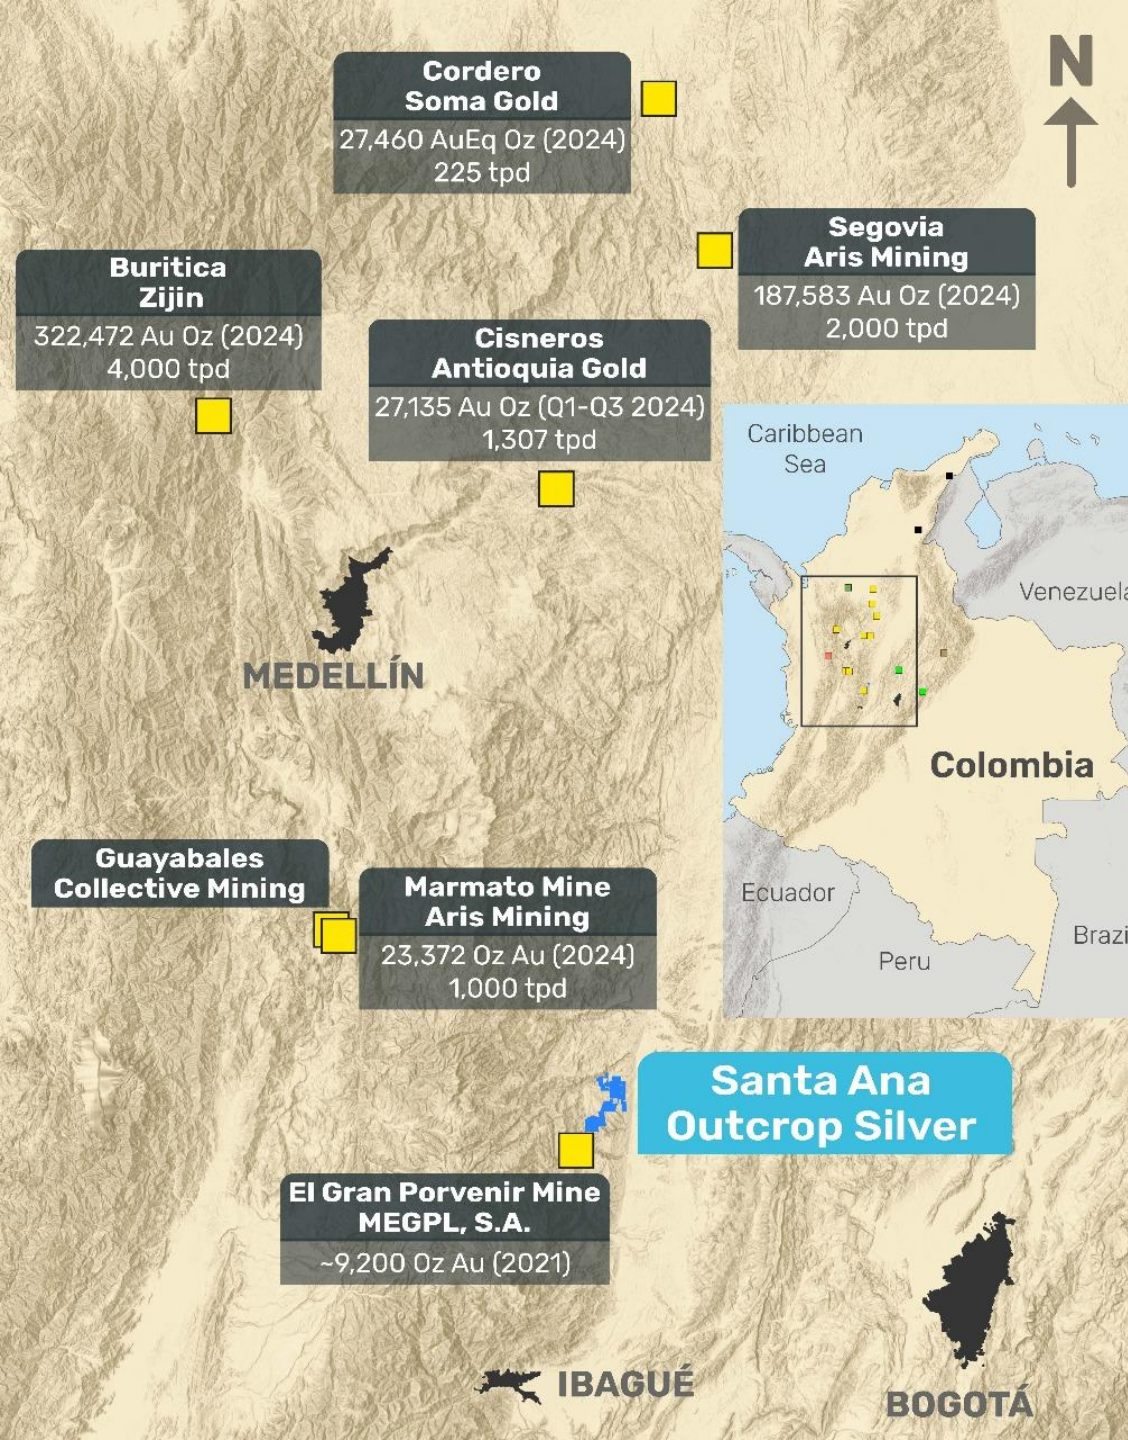 N
Cordero
Soma Gold
27,460 AuEq Oz (2024)
225 tpd
Segovia
Aris Mining
187,583 Au Oz (2024)
2,000 tpd
Buritica
Zijin
322,472 Au Oz (2024)
4,000 tpd
Cisneros
Antioquia Gold
27,135 Au Oz (Q1-Q3 2024)
1,307 tpd
Caribbean
Sea
Venezuela
Colombia
Ecuador
Peru
Brazi
MEDELLÍN
Guayabales
Collective Mining
Marmato Mine
Aris Mining
23,372 Oz Au (2024)
1,000 tpd
Santa Ana
Outcrop Silver
El Gran Porvenir Mine
MEGPL, S.A.
~9,200 Oz Au (2021)
IBAGUÉ
BOGOTÁ